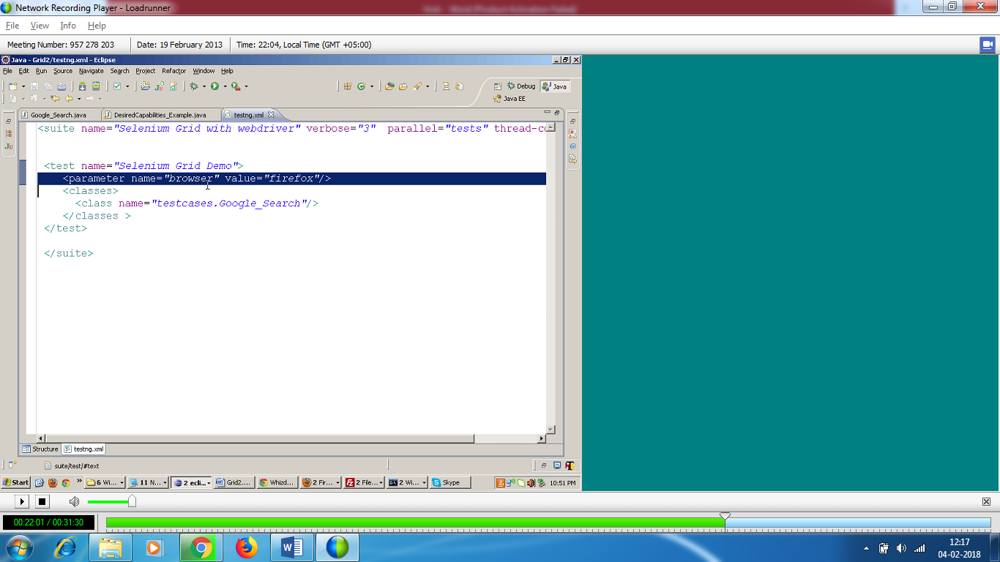 Network Recording Player - Loadrunner
File View Info Help
Meeting Number: 957 278 203 Date: 19 February 2013 Time: 22:04, Local Time (GMT +05:00)
Java - Grid2/testng.xml - Eclipse
File Edit Run Source Navigate Search Project Refactor Window Help
Debug Java
Java EE
Google_Search.java DesiredCapabilities_Example.java testng.xml
<suite name="Selenium Grid with webdriver" verbose="3" parallel="tests" thread-co
<test name="Selenium Grid Demo">
<parameter name="browser" value="firefox"/>
<classes>
<class name="testcases.Google_Search"/>
</classes >
</test>
</suite>
Structure testng.xml
suite/test/#text
Start 6 Wi... 11 N... 2 ecli... Grid2.... Whizd... 2 Fir... 2 File... 2 Wi... Skype 10:51 PM
00:22:01 / 00:31:30
12:17
04-02-2018